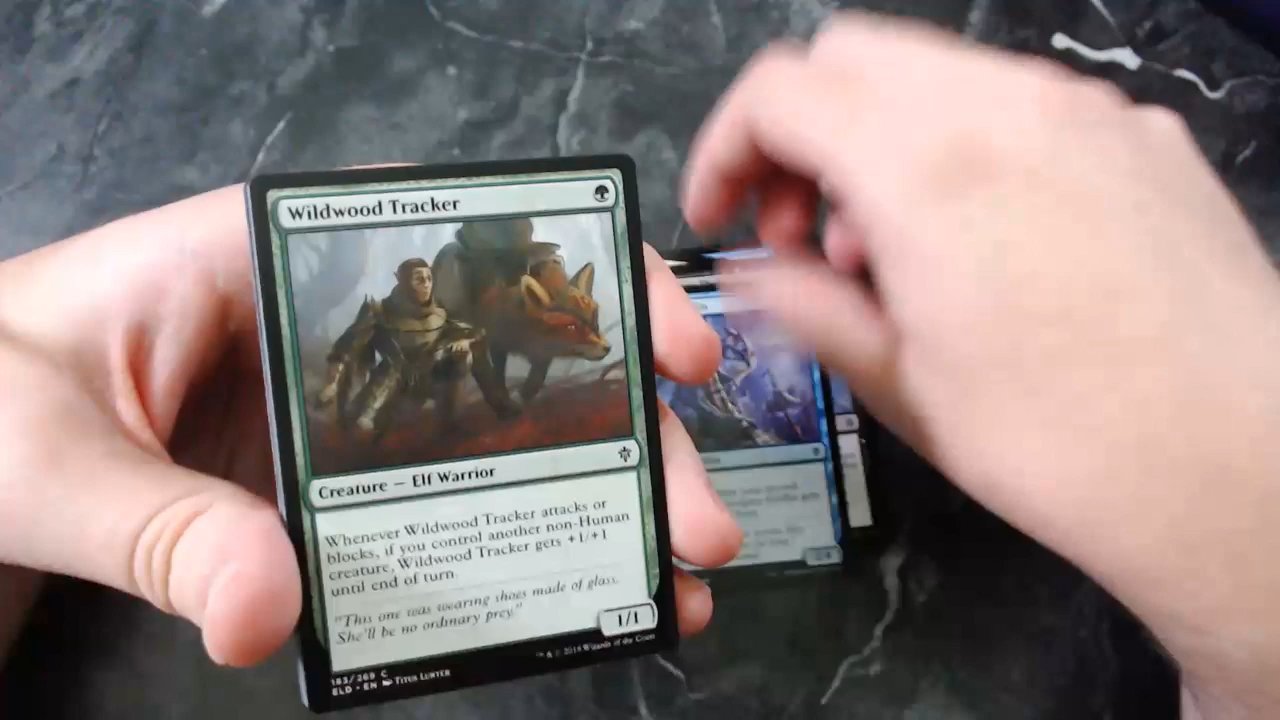 Wildwood Tracker
Creature — Elf Warrior
Whenever Wildwood Tracker attacks or
blocks, if you control another non-Human
creature, Wildwood Tracker gets +1/+1
until end of turn.
"This one was wearing shoes made of glass.
She'll be no ordinary prey."
1/1
183/269 C
ELD • EN Titus Lunter
™ & © 2019 Wizards of the Coast